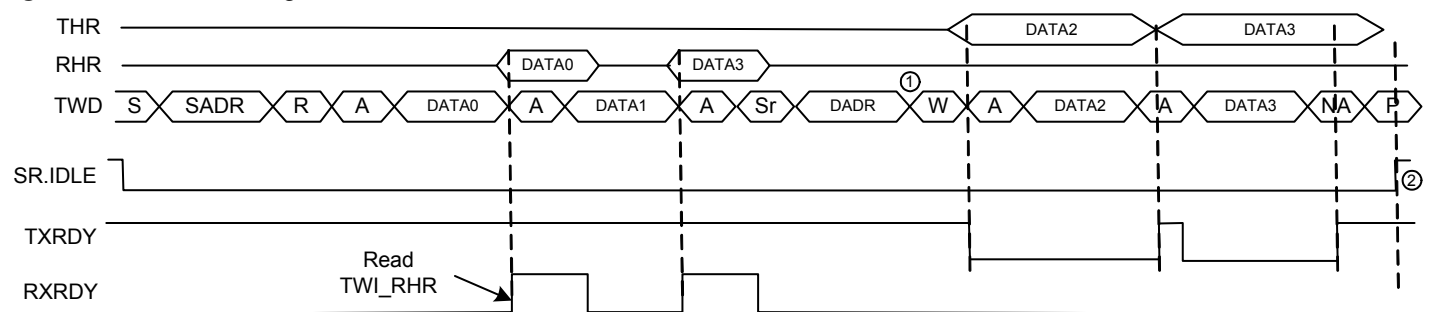 THR DATA2 DATA3
RHR DATA0 DATA3
TWD S SADR R A DATA0 A DATA1 A Sr DADR ① W A DATA2 A DATA3 NA P
SR.IDLE ②
TXRDY
Read
TWI_RHR
RXRDY